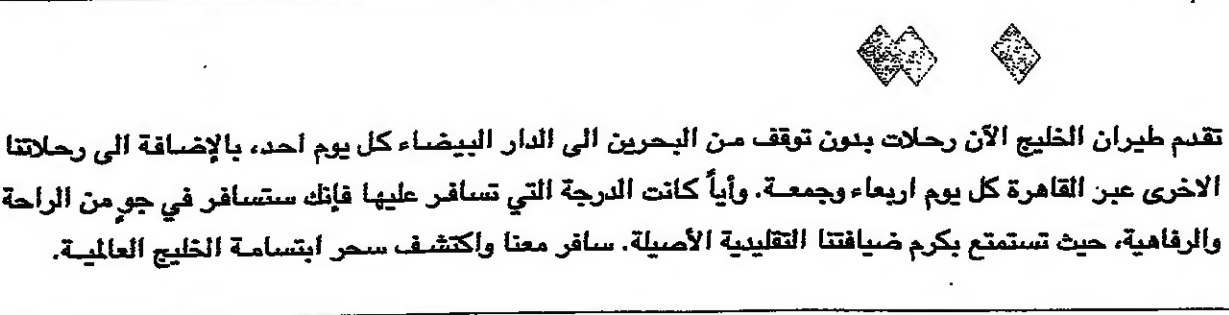 تقدم طيران الخليج الآن رحلات بدون توقف من البحرين الى الدار البيضاء كل يوم احد، بالإضافة الى رحلاتنا
الاخرى عبر القاهرة كل يوم اربعاء وجمعة. وأياً كانت الدرجة التي تسافر عليها فإنك ستسافر في جوٍ من الراحة
والرفاهية، حيث تستمتع بكرم ضيافتنا التقليدية الأصيلة. سافر معنا واكتشف سحر ابتسامة الخليج العالمية.